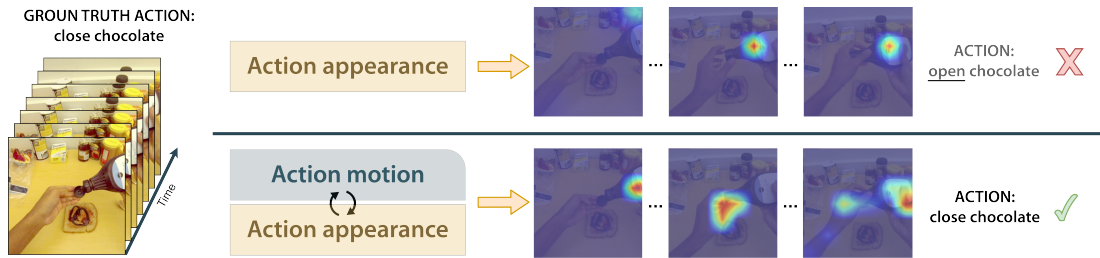 GROUN TRUTH ACTION:
close chocolate
Time
Action appearance
...
...
ACTION:
open chocolate
Action motion
Action appearance
...
...
ACTION:
close chocolate